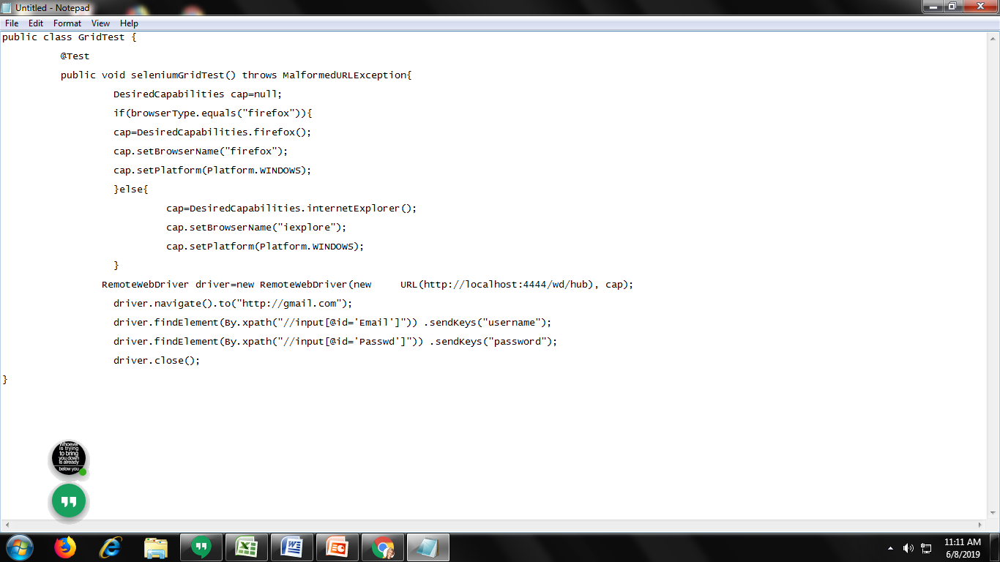 Untitled - Notepad
File Edit Format View Help
public class GridTest {
@Test
public void seleniumGridTest() throws MalformedURLException{
DesiredCapabilities cap=null;
if(browserType.equals("firefox")){
cap=DesiredCapabilities.firefox();
cap.setBrowserName("firefox");
cap.setPlatform(Platform.WINDOWS);
}else{
cap=DesiredCapabilities.internetExplorer();
cap.setBrowserName("iexplore");
cap.setPlatform(Platform.WINDOWS);
}
RemoteWebDriver driver=new RemoteWebDriver(new     URL(http://localhost:4444/wd/hub), cap);
driver.navigate().to("http://gmail.com");
driver.findElement(By.xpath("//input[@id='Email']")) .sendKeys("username");
driver.findElement(By.xpath("//input[@id='Passwd']")) .sendKeys("password");
driver.close();
}
Whoever
is trying
to bring
you down
is already
below you
11:11 AM
6/8/2019